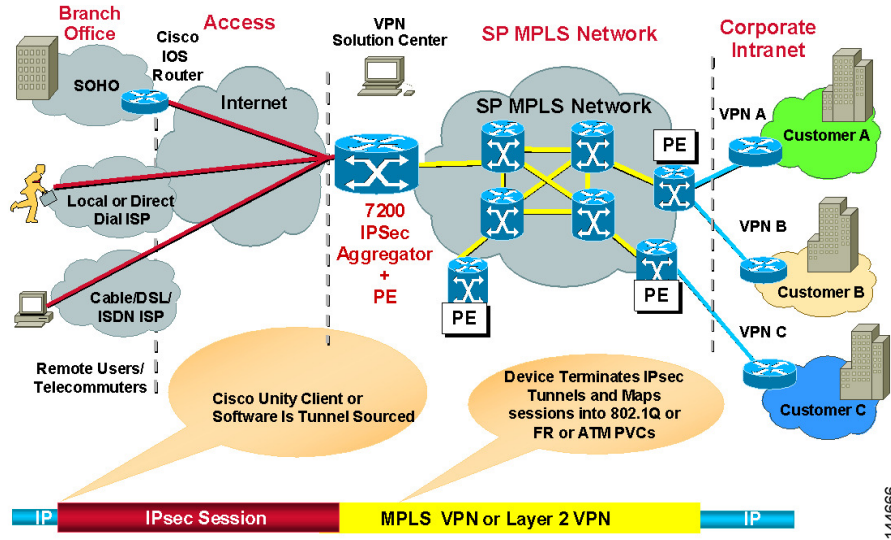 Branch
Office
Access
VPN
Solution Center
SP MPLS Network
Corporate
Intranet
Cisco
IOS
Router
SOHO
Internet
SP MPLS Network
VPN A
Customer A
PE
Local or Direct
Dial ISP
7200
IPSec
Aggregator
+
PE
VPN B
Customer B
PE
PE
Cable/DSL/
ISDN ISP
VPN C
Customer C
Remote Users/
Telecommuters
Cisco Unity Client or
Software Is Tunnel Sourced
Device Terminates IPsec
Tunnels and Maps
sessions into 802.1Q or
FR or ATM PVCs
IP
IPsec Session
MPLS VPN or Layer 2 VPN
IP
144666